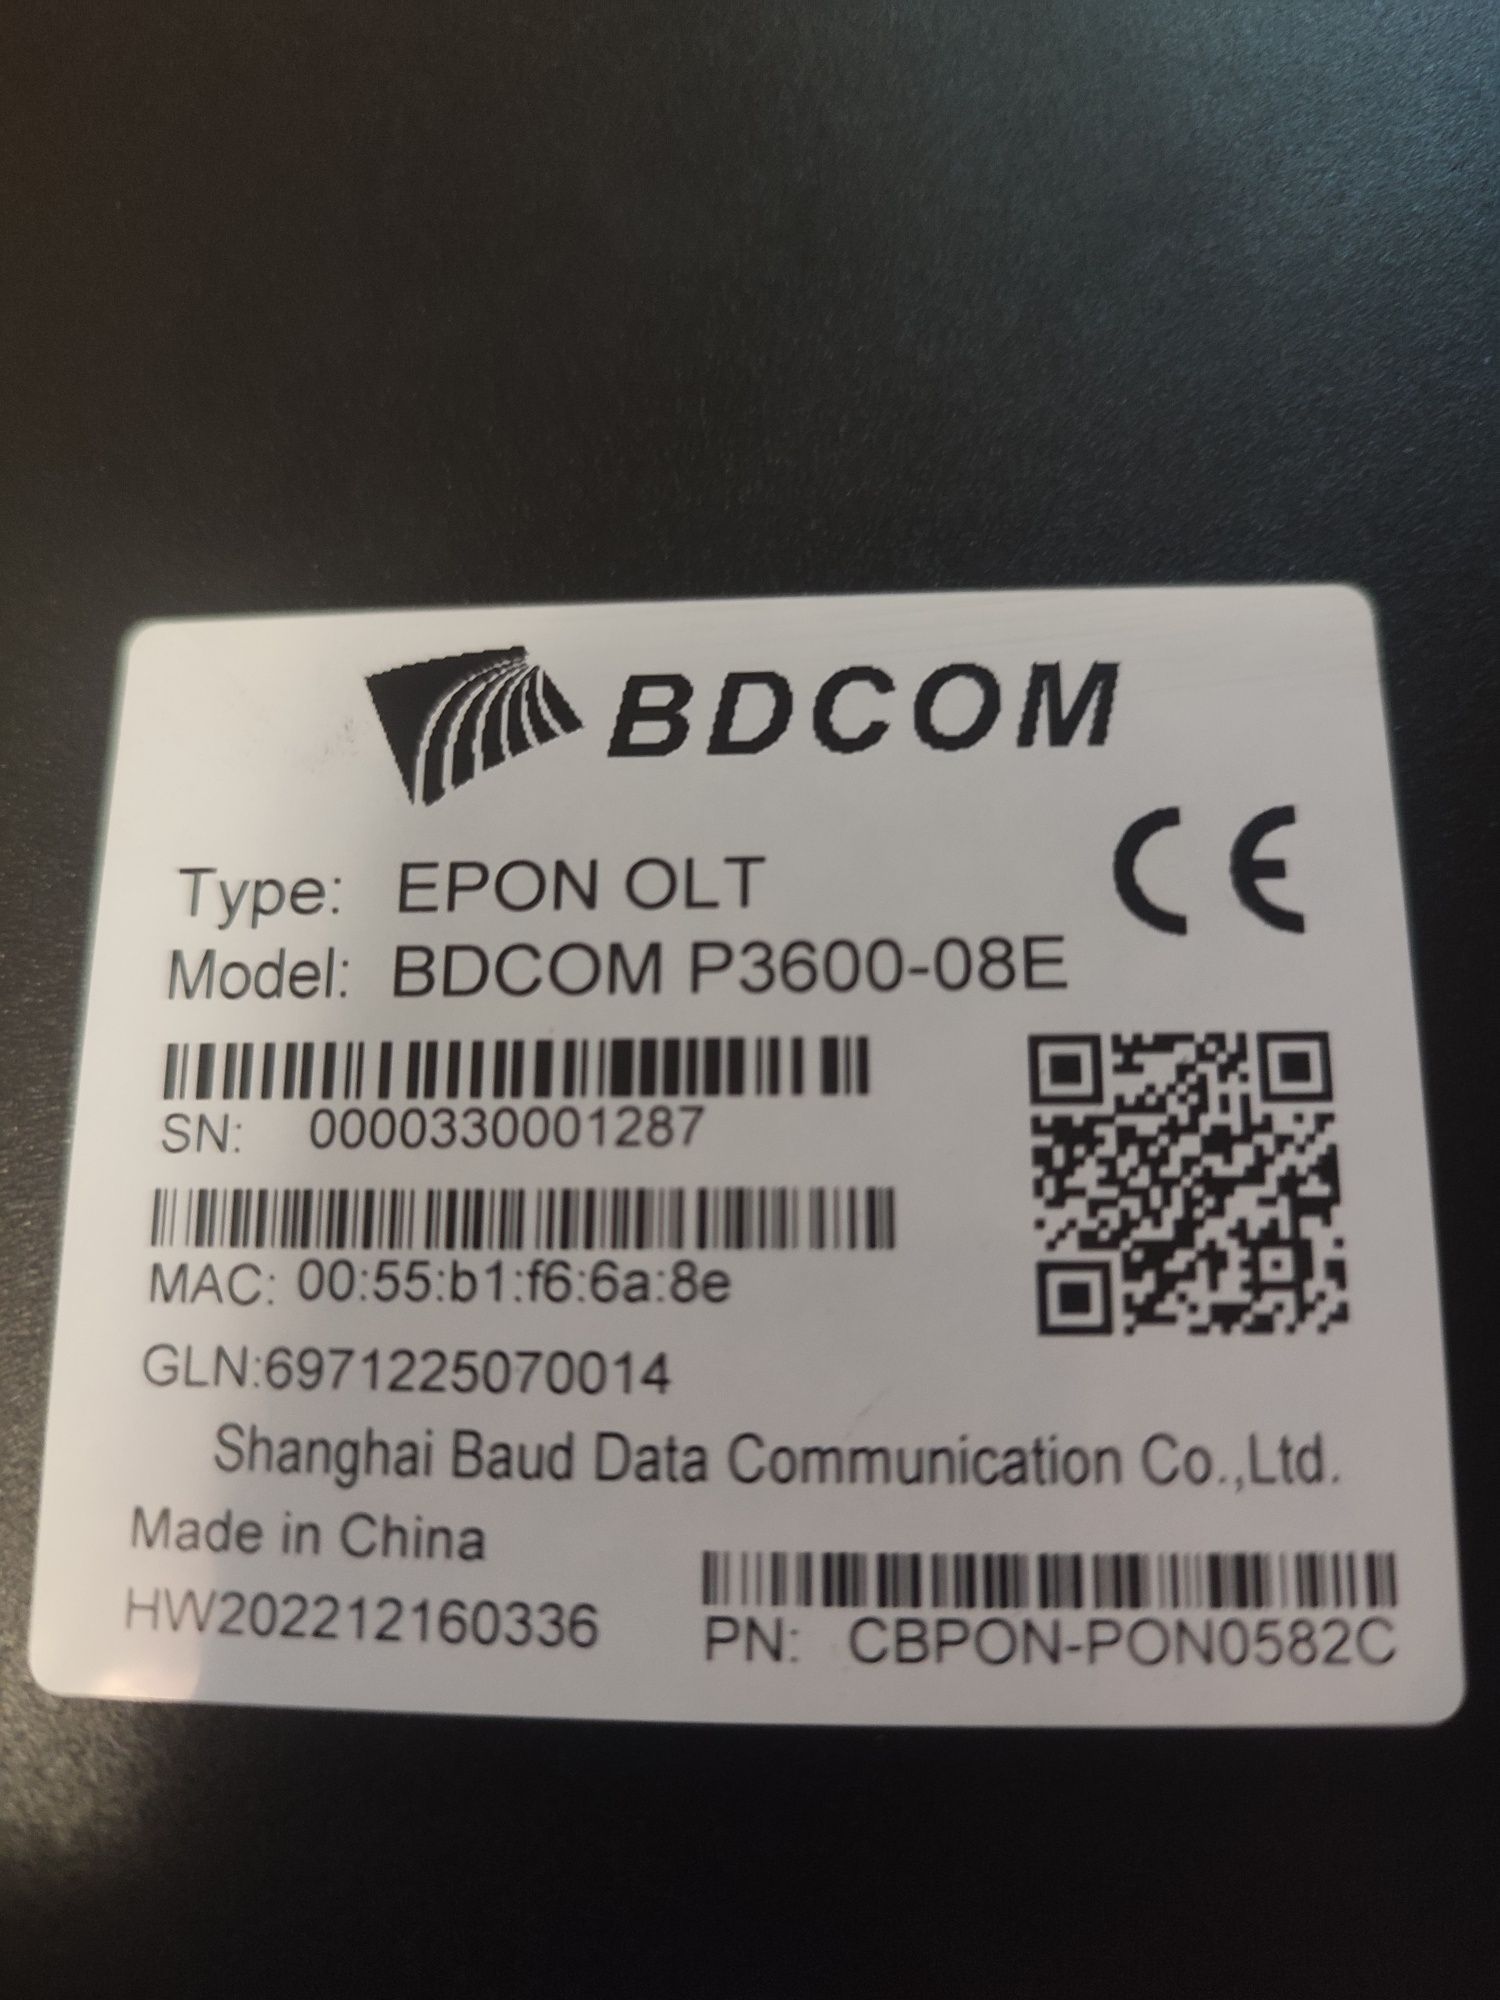 BDCOM
CE
Type: EPON OLT
Model: BDCOM P3600-08E
SN: 0000330001287
MAC: 00:55:b1:f6:6a:8e
GLN:6971225070014
Shanghai Baud Data Communication Co.,Ltd.
Made in China
HW202212160336
PN: CBPON-PON0582C